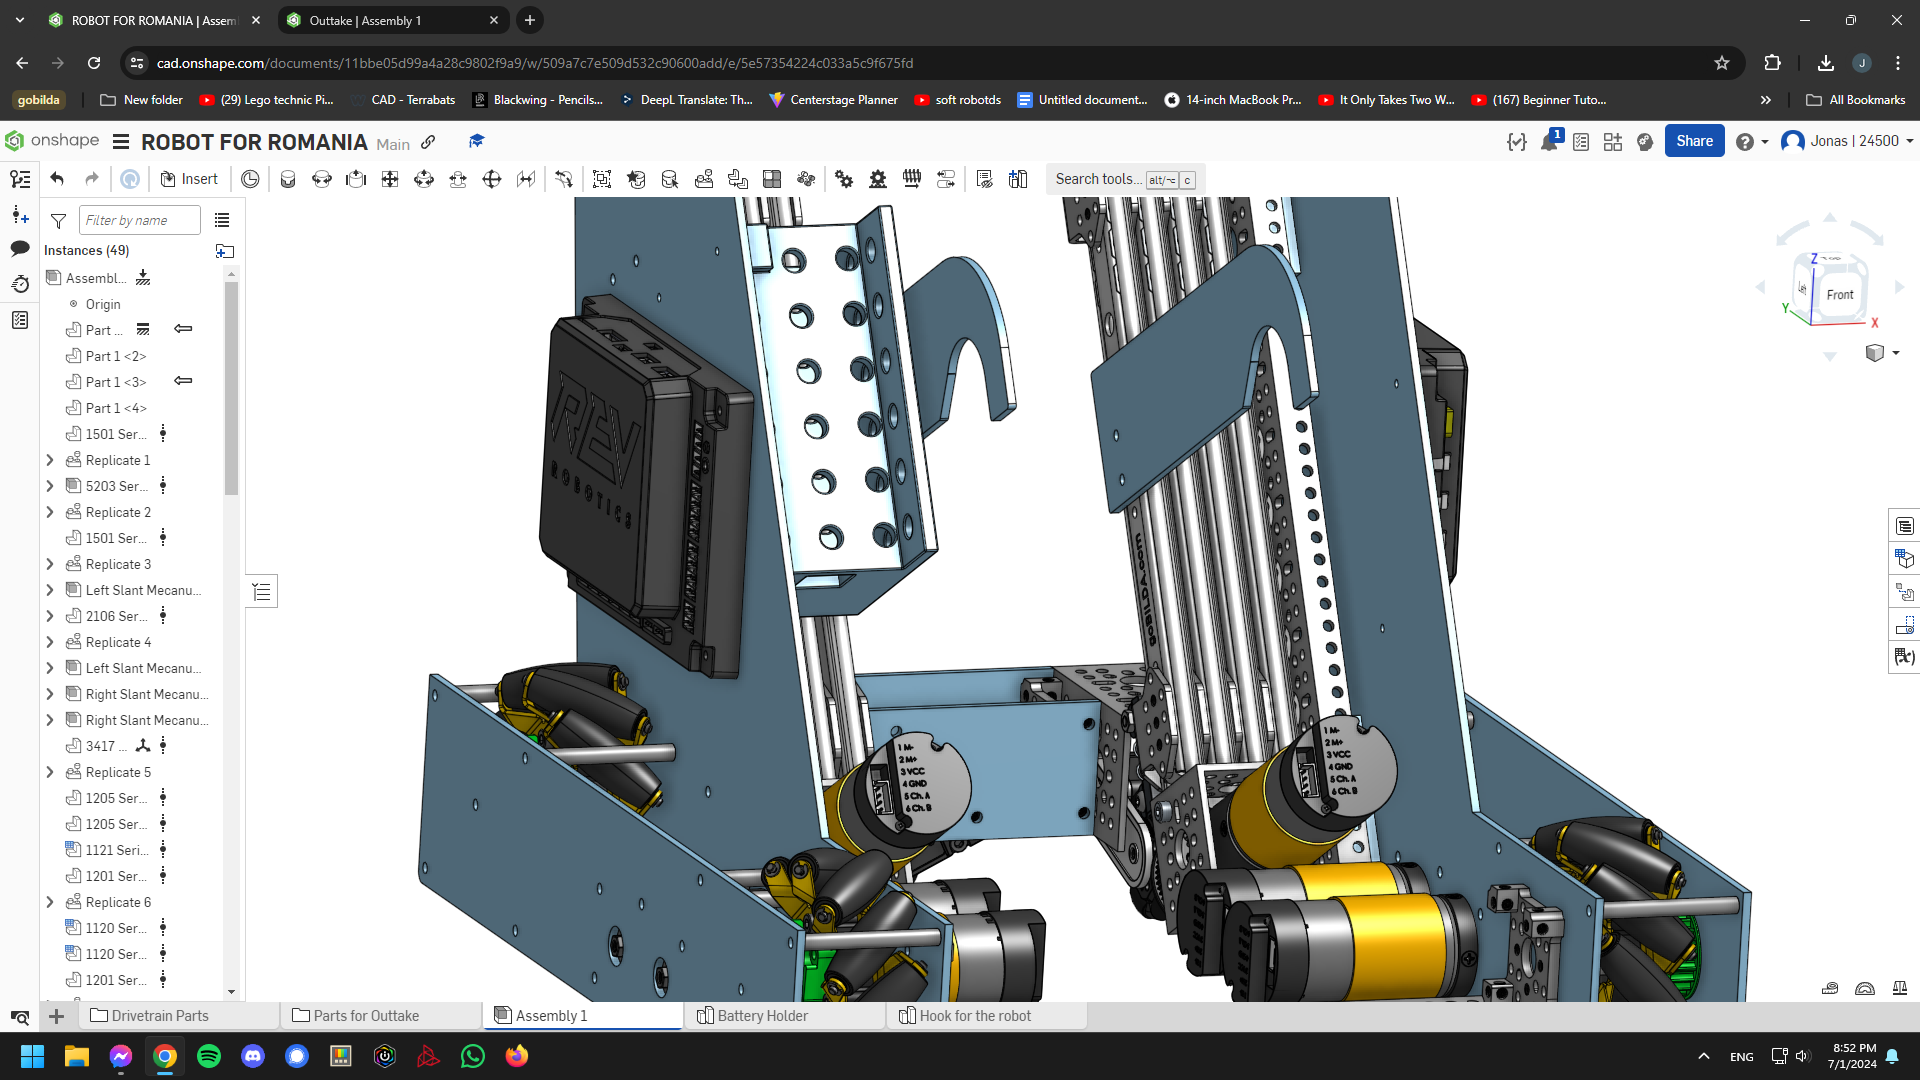 ROBOT FOR ROMANIA | Assem
Outtake | Assembly 1
cad.onshape.com/documents/11bbe05d99a4a28c9802f9a9/w/509a7c7e509d532c90600add/e/5e57354224c033a5c9f675fd
J
gobilda
New folder
(29) Lego technic Pi...
CAD - Terrabats
Blackwing - Pencils...
DeepL Translate: Th...
Centerstage Planner
soft robotds
Untitled document...
14-inch MacBook Pr...
It Only Takes Two W...
(167) Beginner Tuto...
All Bookmarks
onshape
ROBOT FOR ROMANIA Main
1
Share
Jonas | 24500
Insert
Search tools... alt/⌥ c
Filter by name
Instances (49)
Assembl...
Origin
Part ...
Part 1 <2>
Part 1 <3>
Part 1 <4>
1501 Ser...
Replicate 1
5203 Ser...
Replicate 2
1501 Ser...
Replicate 3
Left Slant Mecanu...
2106 Ser...
Replicate 4
Left Slant Mecanu...
Right Slant Mecanu...
Right Slant Mecanu...
3417 ...
Replicate 5
1205 Ser...
1205 Ser...
1121 Seri...
1201 Ser...
Replicate 6
1120 Ser...
1120 Ser...
1201 Ser...
REV
ROBOTICS
goBILDA.com
1 M-
2 M+
3 VCC
4 GND
5 Ch. A
6 Ch. B
1 M-
2 M+
3 VCC
4 GND
5 Ch. A
6 Ch. B
Z
Top
Left
Front
Y
X
Drivetrain Parts
Parts for Outtake
Assembly 1
Battery Holder
Hook for the robot
ENG
8:52 PM
7/1/2024